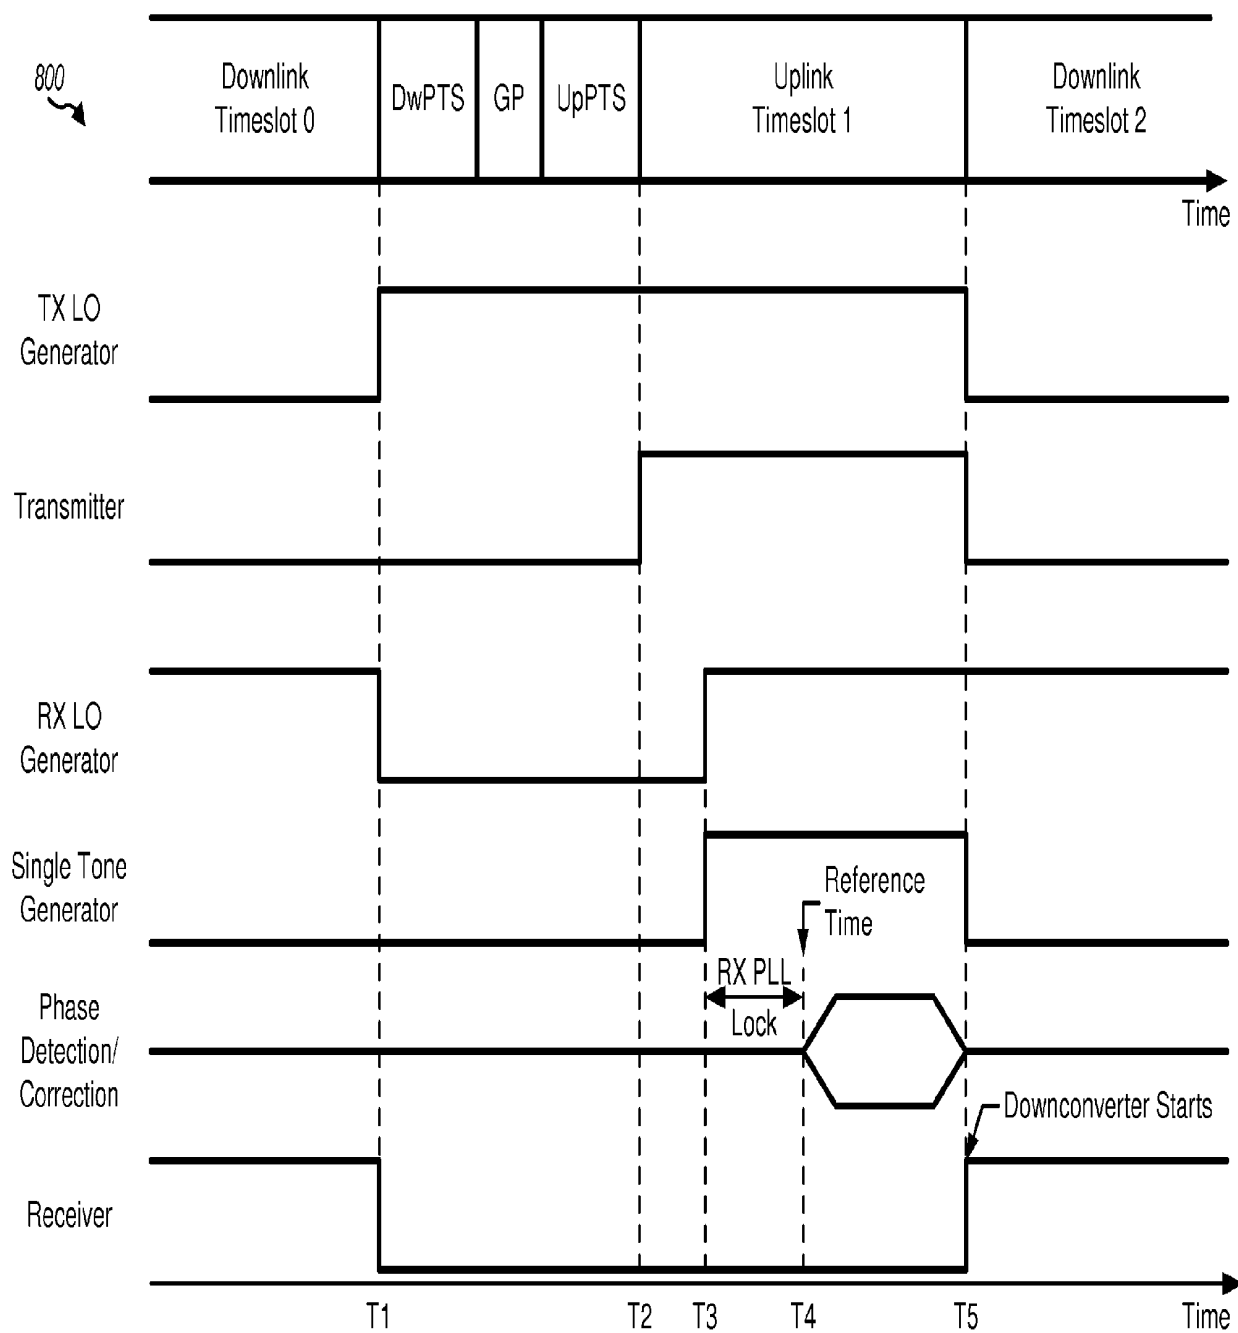 800
Downlink
Timeslot 0
DwPTS
GP
UpPTS
Uplink
Timeslot 1
Downlink
Timeslot 2
Time
TX LO
Generator
Transmitter
RX LO
Generator
Single Tone
Generator
Reference
Time
RX PLL
Lock
Phase
Detection/
Correction
Downconverter Starts
Receiver
T1
T2
T3
T4
T5
Time